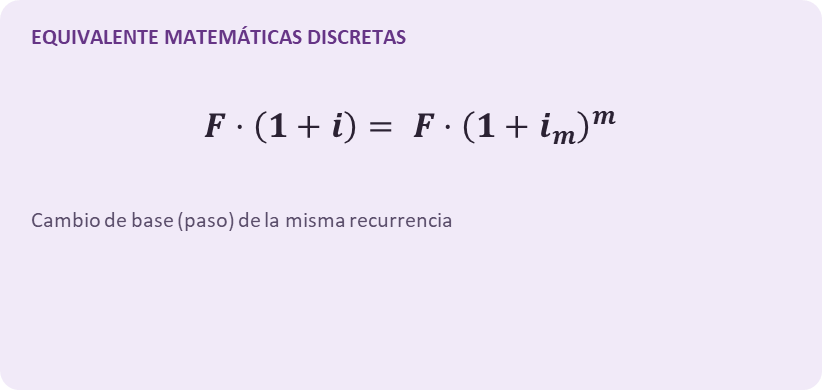 EQUIVALENTE MATEMÁTICAS DISCRETAS
F · (1 + i) = F · (1 + i_m)^m
Cambio de base (paso) de la misma recurrencia